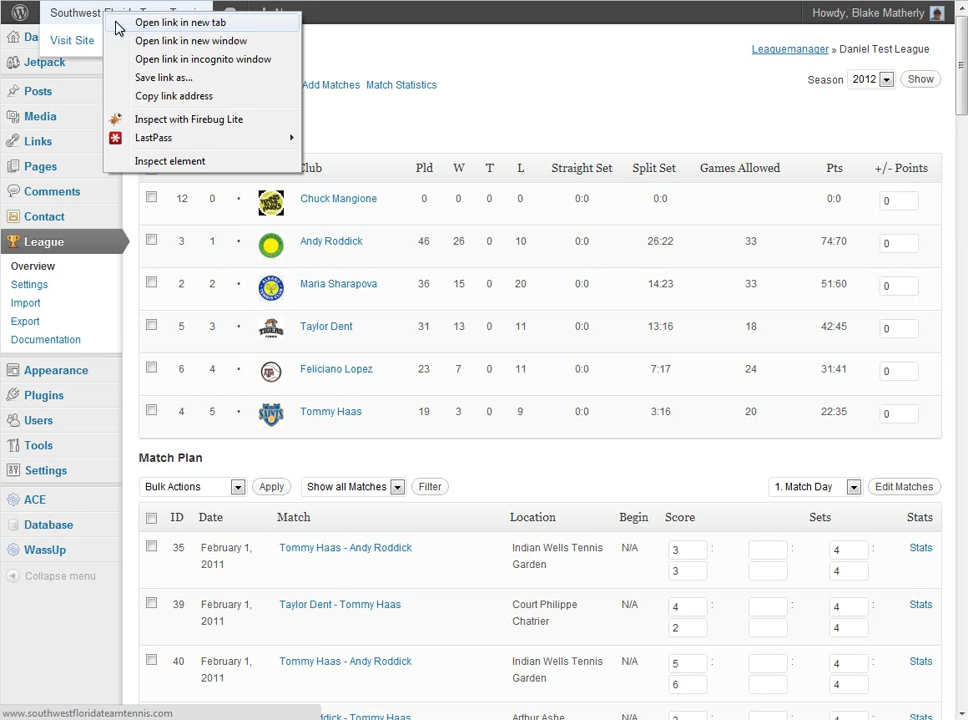 Southwest Florida Team Tennis
Howdy, Blake Matherly
Visit Site
Open link in new tab
Open link in new window
Open link in incognito window
Save link as...
Copy link address
Inspect with Firebug Lite
LastPass
Inspect element
Jetpack
Posts
Media
Links
Pages
Comments
Contact
League
Overview
Settings
Import
Export
Documentation
Appearance
Plugins
Users
Tools
Settings
ACE
Database
WassUp
Collapse menu
Leaguemanager » Daniel Test League
Season 2012 Show
Add Matches Match Statistics
Club Pld W T L Straight Set Split Set Games Allowed Pts +/- Points
12 0 • Chuck Mangione 0 0 0 0 0:0 0:0 0:0 0
3 1 • Andy Roddick 46 26 0 10 0:0 26:22 33 74:70 0
2 2 • Maria Sharapova 36 15 0 20 0:0 14:23 33 51:60 0
5 3 • Taylor Dent 31 13 0 11 0:0 13:16 18 42:45 0
6 4 • Feliciano Lopez 23 7 0 11 0:0 7:17 24 31:41 0
4 5 • Tommy Haas 19 3 0 9 0:0 3:16 20 22:35 0
Match Plan
Bulk Actions Apply Show all Matches Filter 1. Match Day Edit Matches
ID Date Match Location Begin Score Sets Stats
35 February 1, 2011 Tommy Haas - Andy Roddick Indian Wells Tennis Garden N/A 3 : 4 : Stats
3 4
39 February 1, 2011 Taylor Dent - Tommy Haas Court Philippe Chatrier N/A 4 : 4 : Stats
2 4
40 February 1, 2011 Tommy Haas - Andy Roddick Indian Wells Tennis Garden N/A 5 : 4 : Stats
6 4
Roddick - Tommy Haas Arthur Ashe
www.southwestfloridateamtennis.com